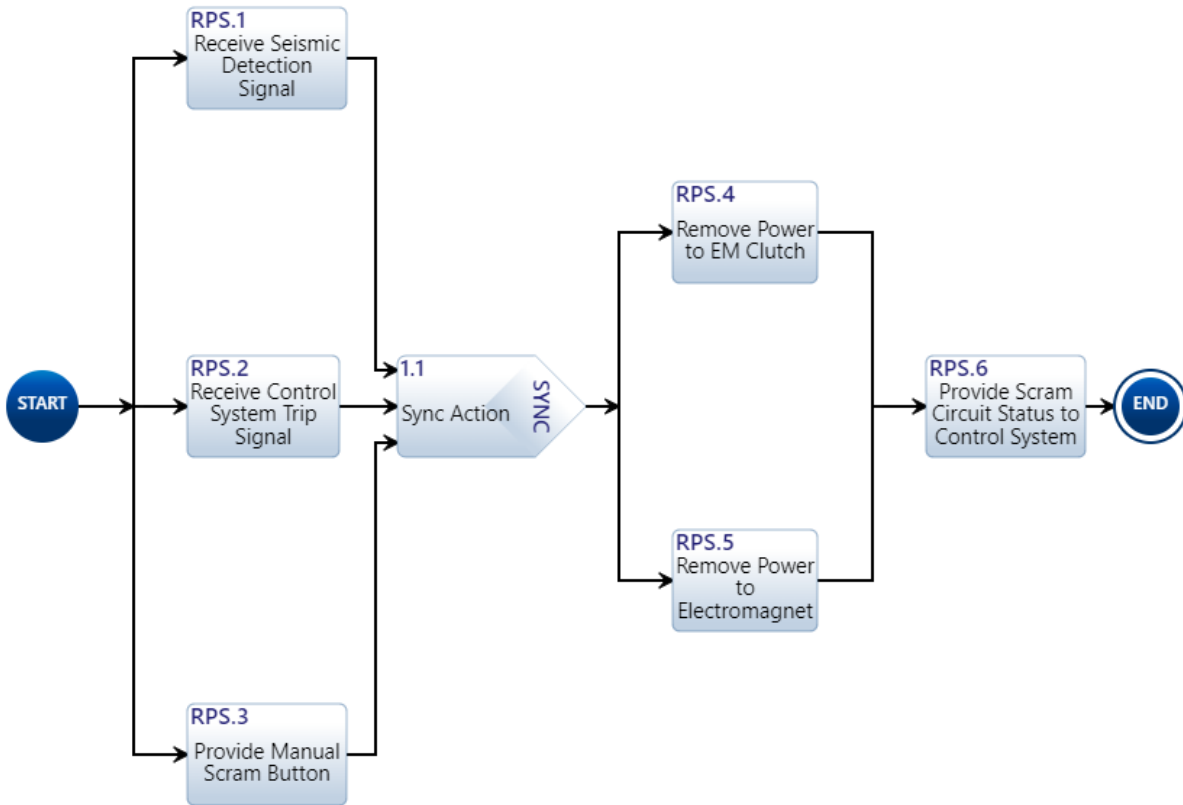 RPS.1
Receive Seismic
Detection
Signal
START
RPS.2
Receive Control
System Trip
Signal
RPS.3
Provide Manual
Scram Button
1.1
Sync Action
SYNC
RPS.4
Remove Power
to EM Clutch
RPS.5
Remove Power
to
Electromagnet
RPS.6
Provide Scram
Circuit Status to
Control System
END